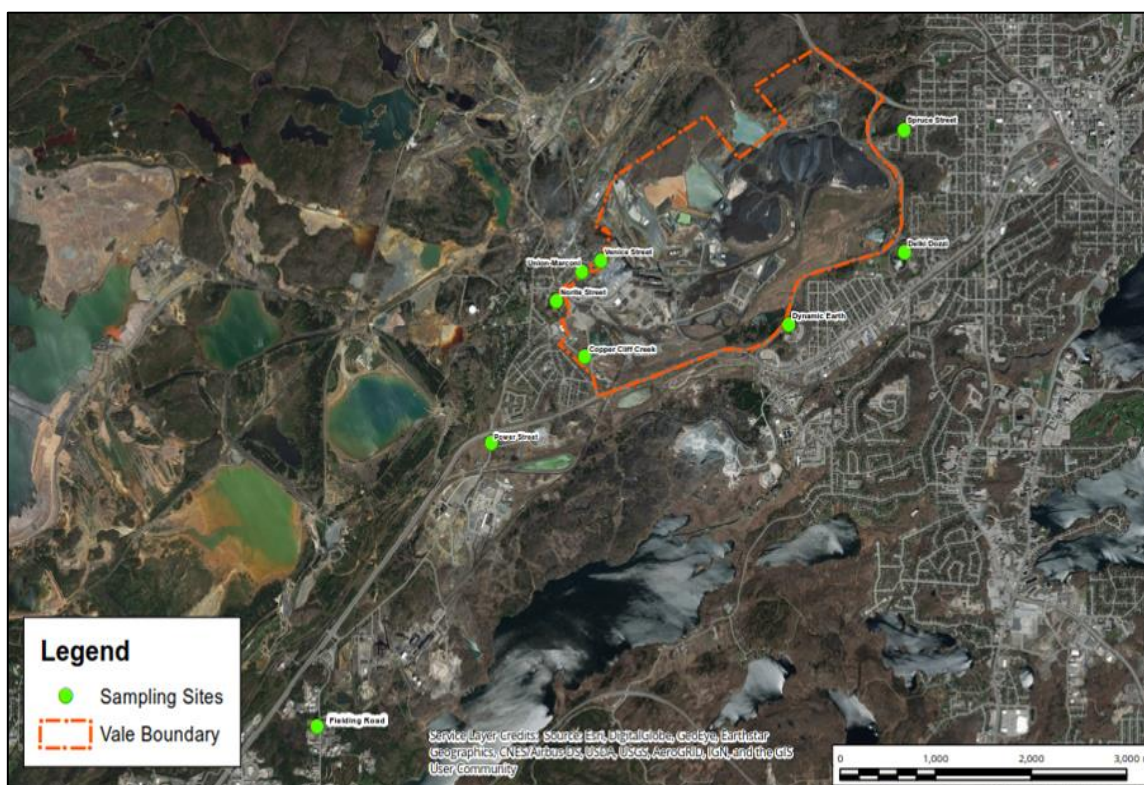 Spruce Street
Delki Dozzi
Venice Street
Union-Marconi
Norite Street
Dynamic Earth
Copper Cliff Creek
Power Street
Fielding Road
Legend
Sampling Sites
Vale Boundary
Service Layer Credits: Source: Esri, DigitalGlobe, GeoEye, Earthstar
Geographics, CNES/Airbus DS, USDA, USGS, AeroGRID, IGN, and the GIS
User Community
0 1,000 2,000 3,000